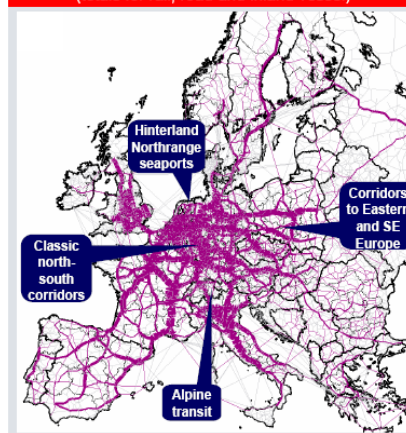 Hinterland
Northrange
seaports
Corridors
to Eastern
and SE
Europe
Classic
north-
south
corridors
Alpine
transit